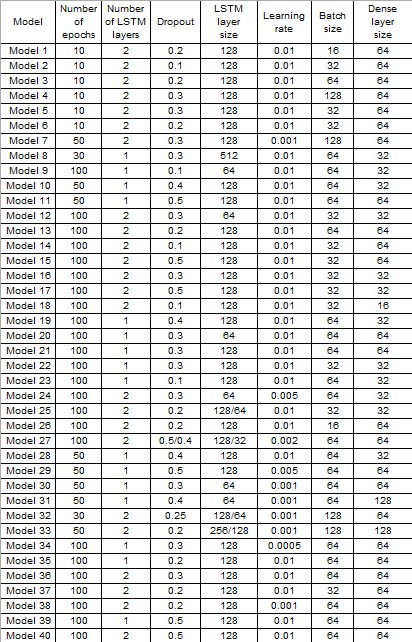 Model Number of epochs Number of LSTM layers Dropout LSTM layer size Learning rate Batch size Dense layer size
Model 1 10 2 0.2 128 0.01 16 64
Model 2 10 2 0.1 128 0.01 32 64
Model 3 10 2 0.2 128 0.01 64 64
Model 4 10 2 0.3 128 0.01 128 64
Model 5 10 2 0.3 128 0.01 32 64
Model 6 10 2 0.2 128 0.01 32 64
Model 7 50 2 0.3 128 0.001 128 64
Model 8 30 1 0.3 512 0.01 64 32
Model 9 100 1 0.1 64 0.01 64 32
Model 10 50 1 0.4 128 0.01 64 32
Model 11 50 1 0.5 128 0.01 64 64
Model 12 100 2 0.3 64 0.01 32 32
Model 13 100 2 0.2 128 0.01 64 64
Model 14 100 2 0.1 128 0.01 32 32
Model 15 100 2 0.5 128 0.01 32 64
Model 16 100 2 0.3 128 0.01 32 32
Model 17 100 2 0.5 128 0.01 32 32
Model 18 100 2 0.1 128 0.01 32 16
Model 19 100 1 0.4 128 0.01 64 32
Model 20 100 1 0.3 64 0.01 64 64
Model 21 100 1 0.3 128 0.01 64 64
Model 22 100 1 0.3 128 0.01 32 32
Model 23 100 1 0.1 128 0.01 64 32
Model 24 100 2 0.3 64 0.005 64 32
Model 25 100 2 0.2 128/64 0.01 32 32
Model 26 100 2 0.2 128 0.01 16 64
Model 27 100 2 0.5/0.4 128/32 0.002 64 64
Model 28 50 1 0.4 128 0.01 64 32
Model 29 50 1 0.5 128 0.005 64 64
Model 30 50 1 0.3 64 0.001 64 64
Model 31 50 1 0.4 64 0.001 64 128
Model 32 30 2 0.25 128/64 0.001 128 64
Model 33 50 2 0.2 256/128 0.001 128 128
Model 34 100 1 0.3 128 0.0005 64 64
Model 35 100 1 0.2 128 0.01 64 64
Model 36 100 2 0.3 128 0.01 64 64
Model 37 100 2 0.2 128 0.01 32 64
Model 38 100 2 0.2 128 0.001 64 64
Model 39 100 1 0.5 128 0.01 64 64
Model 40 100 2 0.5 128 0.01 64 64